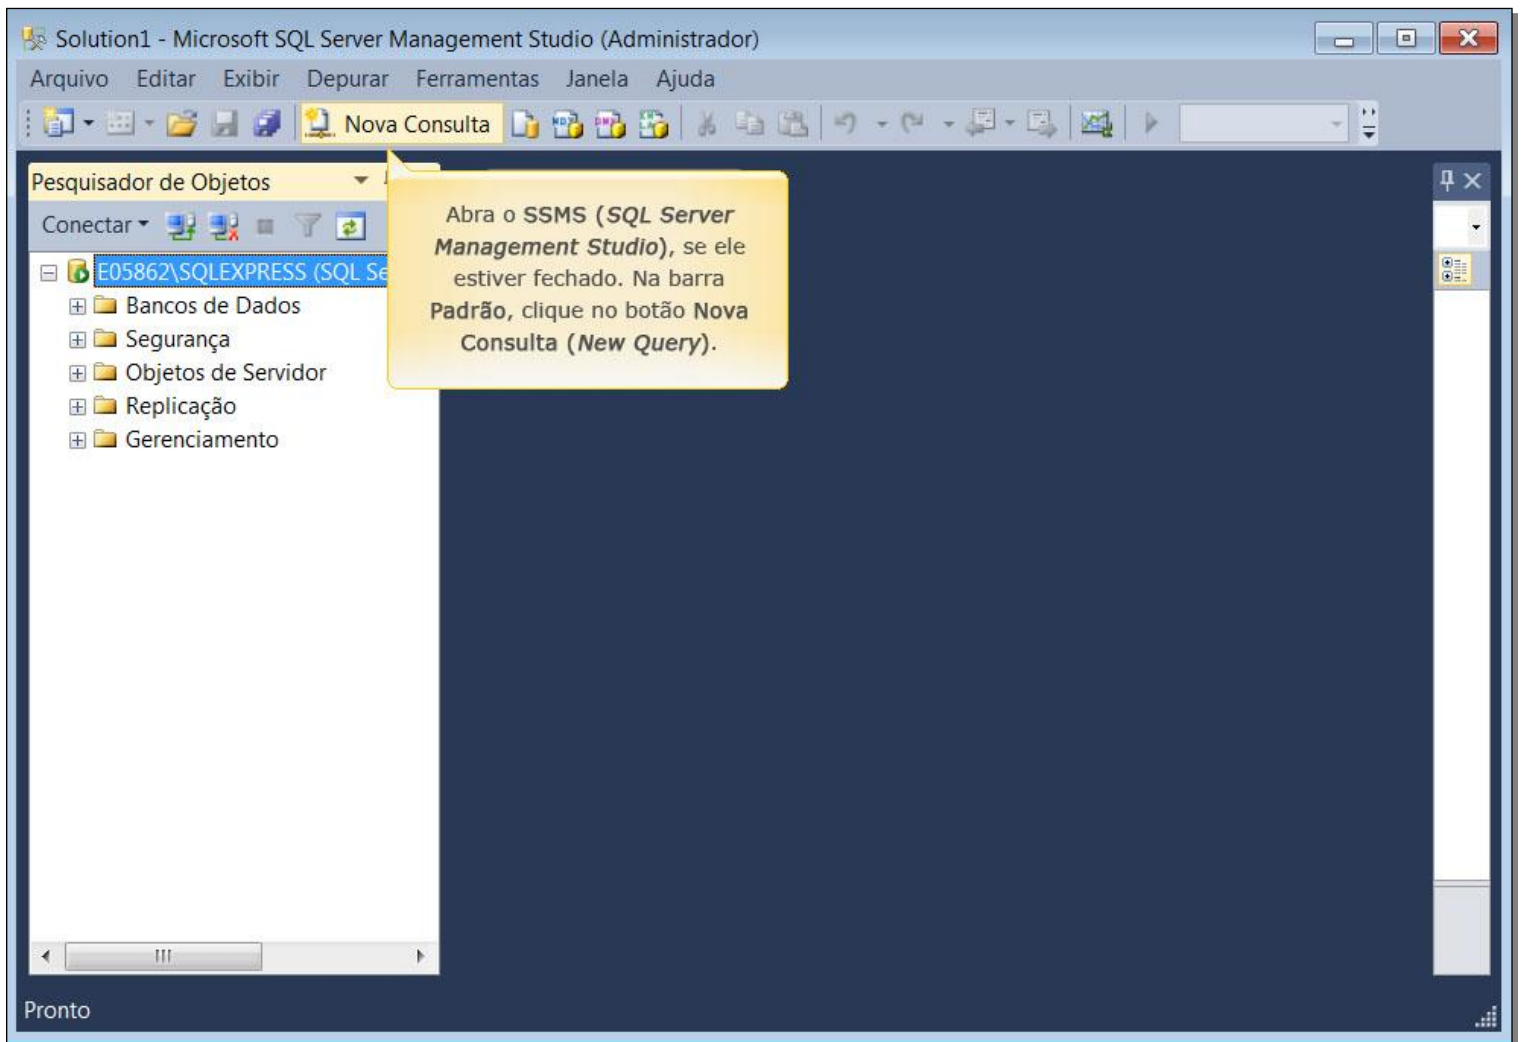 Solution1 - Microsoft SQL Server Management Studio (Administrador)
Arquivo Editar Exibir Depurar Ferramentas Janela Ajuda
Nova Consulta
Pesquisador de Objetos
Conectar
E05862\SQLEXPRESS (SQL Se
Bancos de Dados
Segurança
Objetos de Servidor
Replicação
Gerenciamento
Abra o SSMS (SQL Server
Management Studio), se ele
estiver fechado. Na barra
Padrão, clique no botão Nova
Consulta (New Query).
Pronto